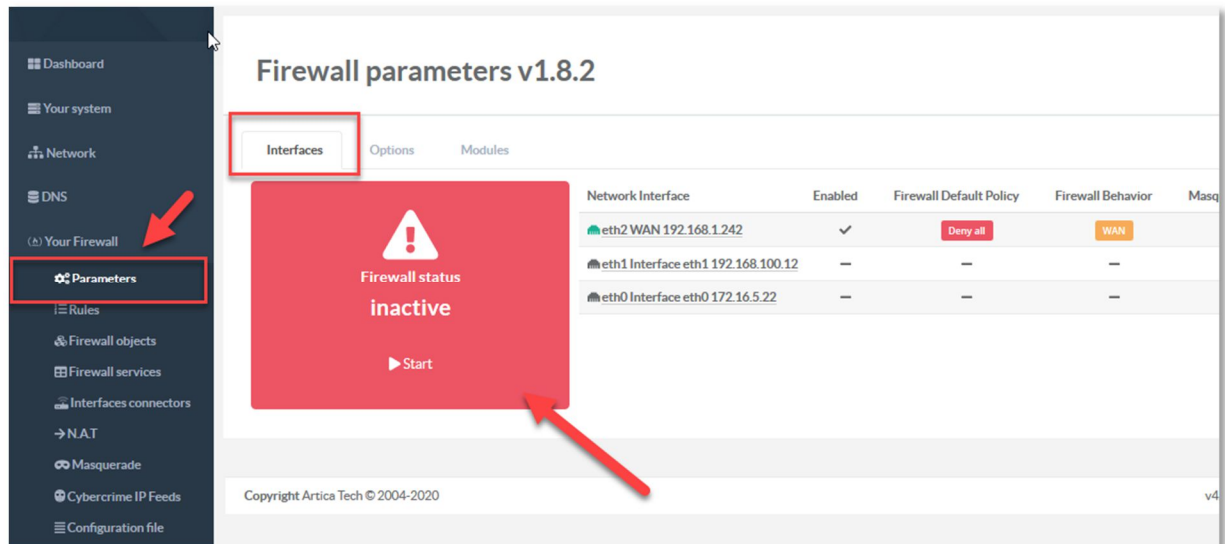 Dashboard
Your system
Network
DNS
Your Firewall
Parameters
Rules
Firewall objects
Firewall services
Interfaces connectors
N.A.T
Masquerade
Cybercrime IP Feeds
Configuration file
Firewall parameters v1.8.2
Interfaces Options Modules
Firewall status
inactive
Start
Network Interface Enabled Firewall Default Policy Firewall Behavior Masq
eth2 WAN 192.168.1.242 Deny all WAN
eth1 Interface eth1 192.168.100.12 – – –
eth0 Interface eth0 172.16.5.22 – – –
Copyright Artica Tech © 2004-2020 v4